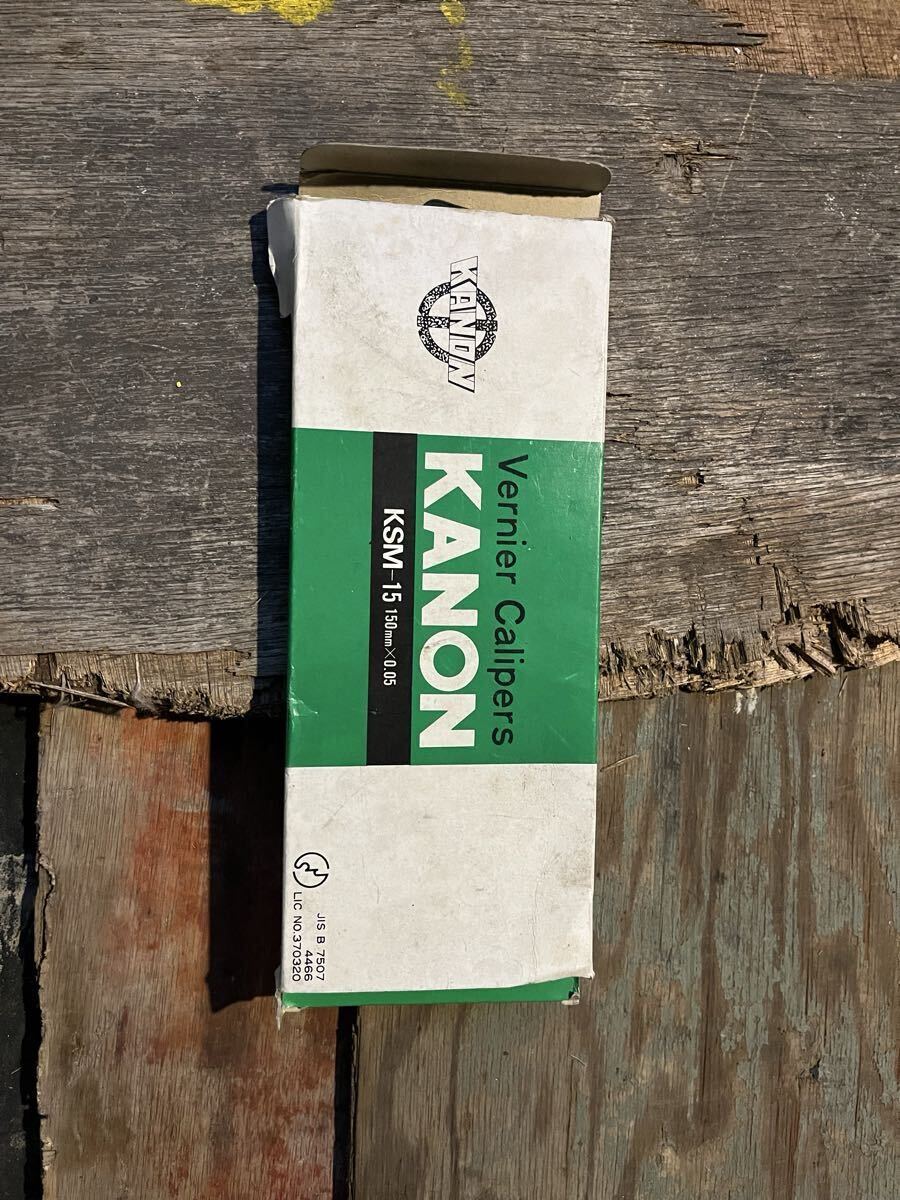 KANON
Vernier Calipers
KANON
KSM-15 150mm×0.05
JIS B 7507
4466
LIC NO.370320